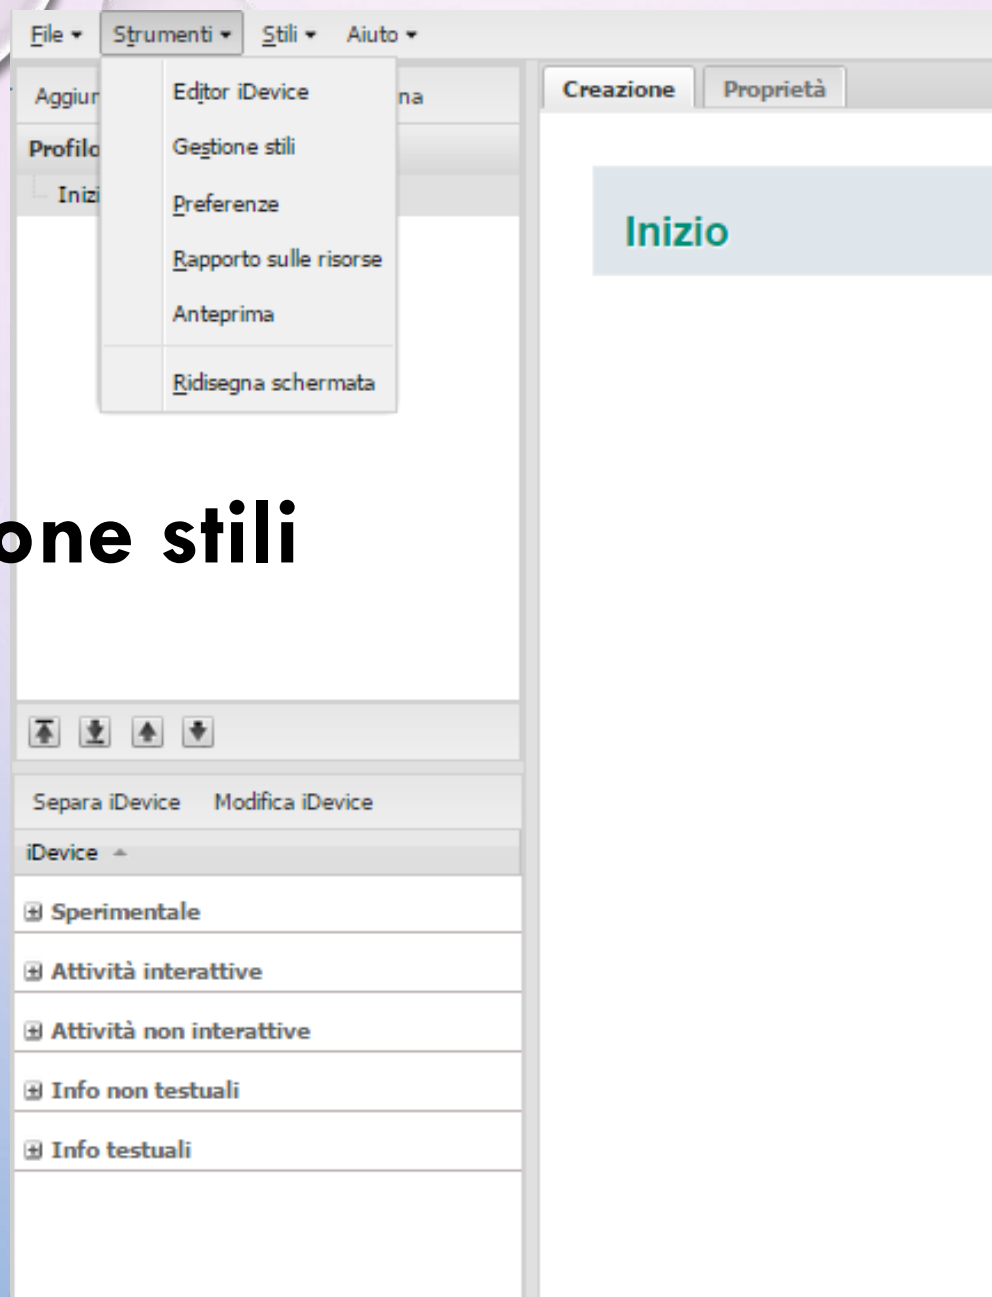 File Strumenti Stili Aiuto
Editor iDevice
Gestione stili
Preferenze
Rapporto sulle risorse
Anteprima
Ridisegna schermata
Creazione Proprietà
Inizio
one stili
Separa iDevice Modifica iDevice
iDevice
Sperimentale
Attività interattive
Attività non interattive
Info non testuali
Info testuali